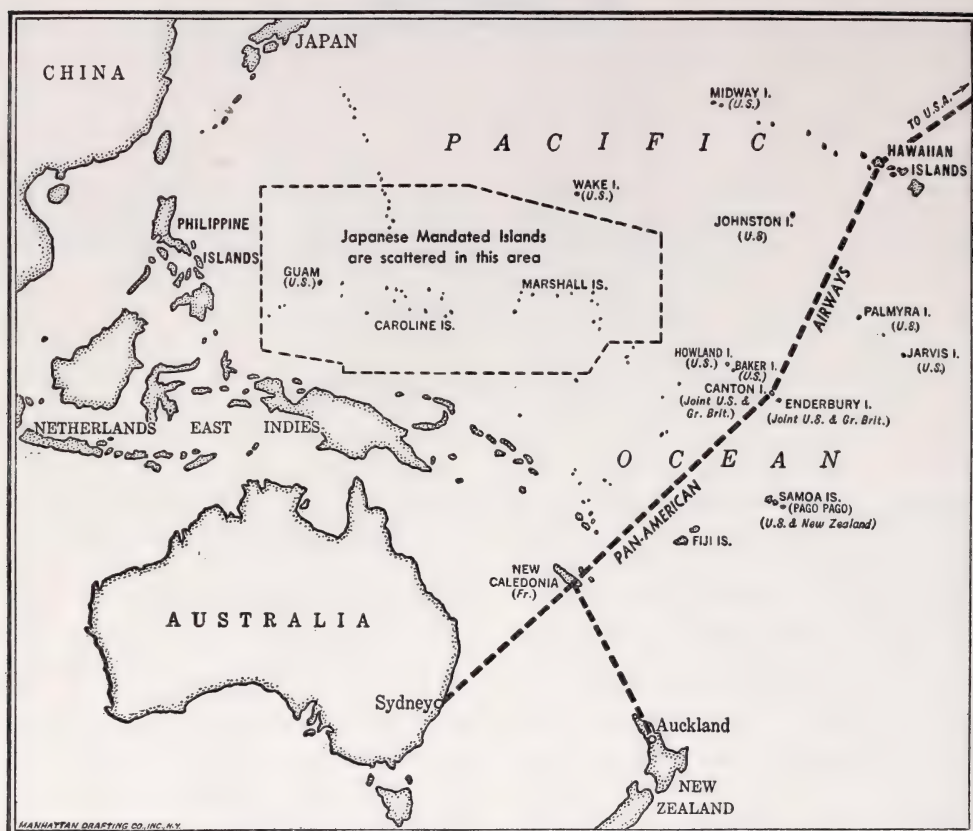 JAPAN
CHINA
MIDWAY I.
(U.S.)
TO U.S.A.
PACIFIC
HAWAIIAN
ISLANDS
WAKE I.
(U.S.)
PHILIPPINE
ISLANDS
JOHNSTON I.
(U.S)
Japanese Mandated Islands
are scattered in this area
GUAM
(U.S.)
MARSHALL IS.
CAROLINE IS.
AIRWAYS
PALMYRA I.
(U.S.)
JARVIS I.
(U.S.)
HOWLAND I.
(U.S.)
BAKER I.
(U.S.)
CANTON I.
(Joint U.S. &
Gr. Brit.)
ENDERBURY I.
(Joint U.S. & Gr. Brit.)
NETHERLANDS EAST INDIES
OCEAN
SAMOA IS.
(PAGO PAGO)
(U.S. & New Zealand)
PAN-AMERICAN
FIJI IS.
NEW
CALEDONIA
(Fr.)
AUSTRALIA
Sydney
Auckland
NEW
ZEALAND
MANHATTAN DRAFTING CO., INC., N.Y.